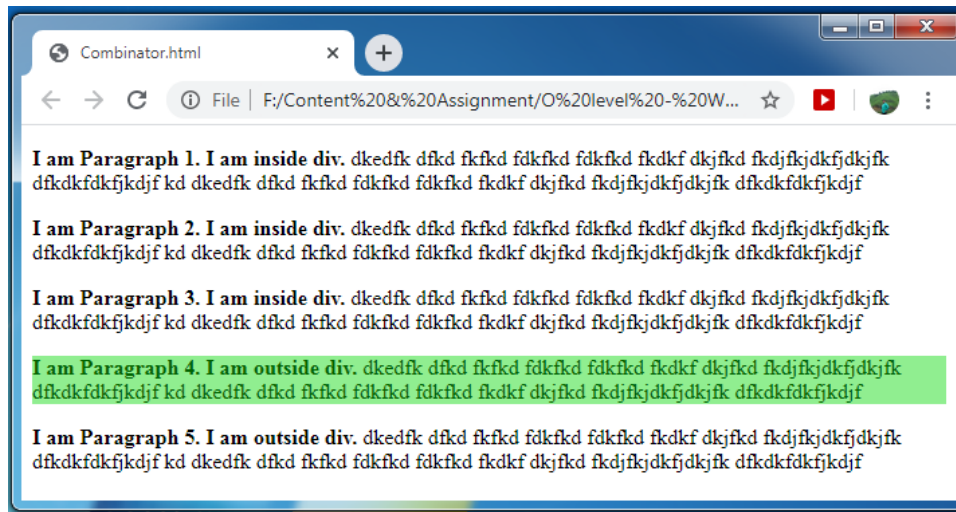 Combinator.html
File F:/Content%20&%20Assignment/O%20level%20-%20W...
I am Paragraph 1. I am inside div. dkedfk dfkd fkfkd fdkfkd fdkfkd fkdkf dkjfkd fkdjfkjdkfjdkjfk
dfkdkfdkfjkdjf kd dkedfk dfkd fkfkd fdkfkd fdkfkd fkdkf dkjfkd fkdjfkjdkfjdkjfk dfkdkfdkfjkdjf
I am Paragraph 2. I am inside div. dkedfk dfkd fkfkd fdkfkd fdkfkd fkdkf dkjfkd fkdjfkjdkfjdkjfk
dfkdkfdkfjkdjf kd dkedfk dfkd fkfkd fdkfkd fdkfkd fkdkf dkjfkd fkdjfkjdkfjdkjfk dfkdkfdkfjkdjf
I am Paragraph 3. I am inside div. dkedfk dfkd fkfkd fdkfkd fdkfkd fkdkf dkjfkd fkdjfkjdkfjdkjfk
dfkdkfdkfjkdjf kd dkedfk dfkd fkfkd fdkfkd fdkfkd fkdkf dkjfkd fkdjfkjdkfjdkjfk dfkdkfdkfjkdjf
I am Paragraph 4. I am outside div. dkedfk dfkd fkfkd fdkfkd fdkfkd fkdkf dkjfkd fkdjfkjdkfjdkjfk
dfkdkfdkfjkdjf kd dkedfk dfkd fkfkd fdkfkd fdkfkd fkdkf dkjfkd fkdjfkjdkfjdkjfk dfkdkfdkfjkdjf
I am Paragraph 5. I am outside div. dkedfk dfkd fkfkd fdkfkd fdkfkd fkdkf dkjfkd fkdjfkjdkfjdkjfk
dfkdkfdkfjkdjf kd dkedfk dfkd fkfkd fdkfkd fdkfkd fkdkf dkjfkd fkdjfkjdkfjdkjfk dfkdkfdkfjkdjf